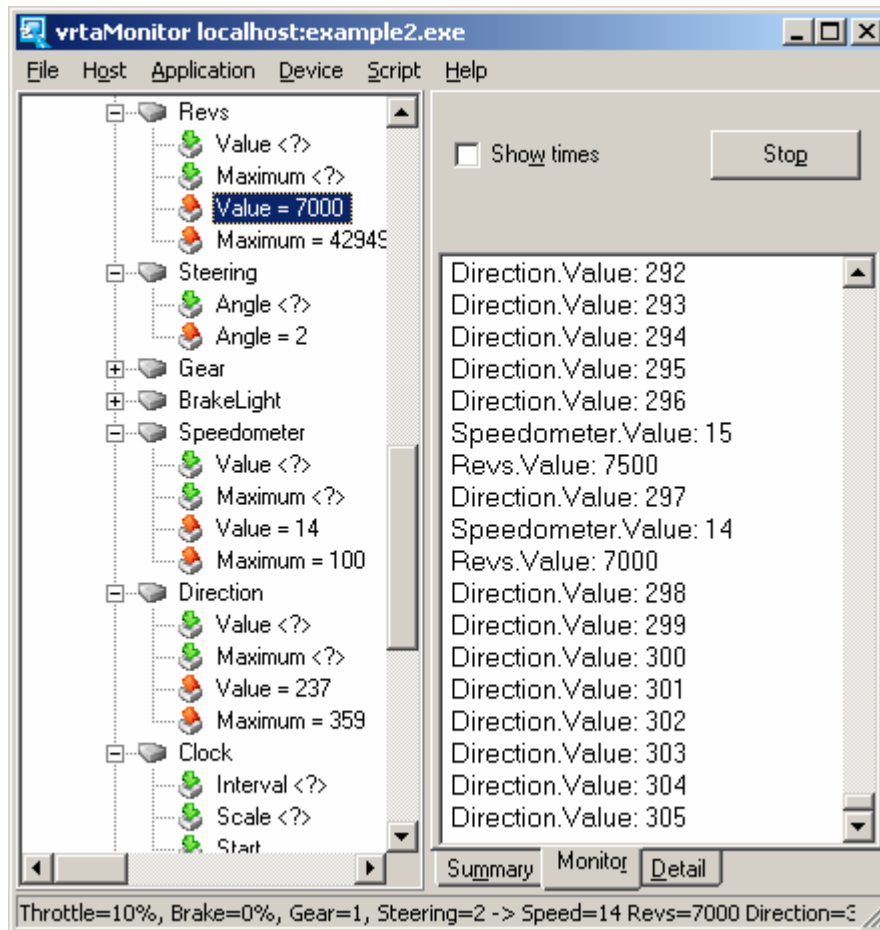 vrtaMonitor localhost:example2.exe
File Host Application Device Script Help
Revs
Value <?>
Maximum <?>
Value = 7000
Maximum = 42949
Steering
Angle <?>
Angle = 2
Gear
BrakeLight
Speedometer
Value <?>
Maximum <?>
Value = 14
Maximum = 100
Direction
Value <?>
Maximum <?>
Value = 237
Maximum = 359
Clock
Interval <?>
Scale <?>
Start
Show times
Stop
Direction.Value: 292
Direction.Value: 293
Direction.Value: 294
Direction.Value: 295
Direction.Value: 296
Speedometer.Value: 15
Revs.Value: 7500
Direction.Value: 297
Speedometer.Value: 14
Revs.Value: 7000
Direction.Value: 298
Direction.Value: 299
Direction.Value: 300
Direction.Value: 301
Direction.Value: 302
Direction.Value: 303
Direction.Value: 304
Direction.Value: 305
Summary Monitor Detail
Throttle=10%, Brake=0%, Gear=1, Steering=2 -> Speed=14 Revs=7000 Direction=3